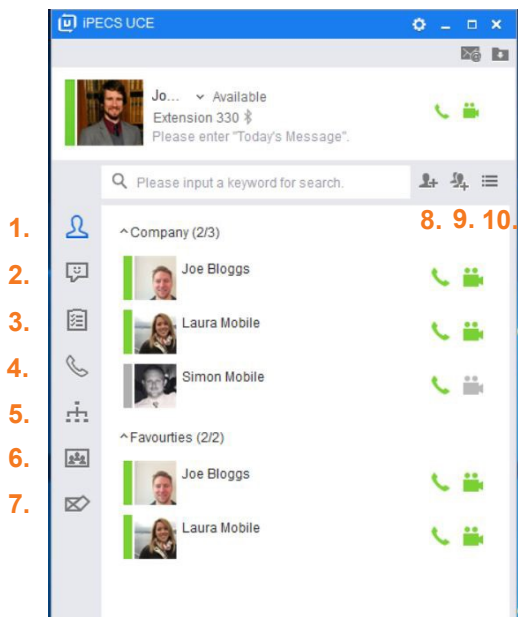 iPECS UCE
Jo... Available
Extension 330
Please enter "Today's Message".
Please input a keyword for search.
8. 9. 10.
1.
^Company (2/3)
2.
Joe Bloggs
3.
Laura Mobile
4.
Simon Mobile
5.
^Favourties (2/2)
6.
Joe Bloggs
7.
Laura Mobile